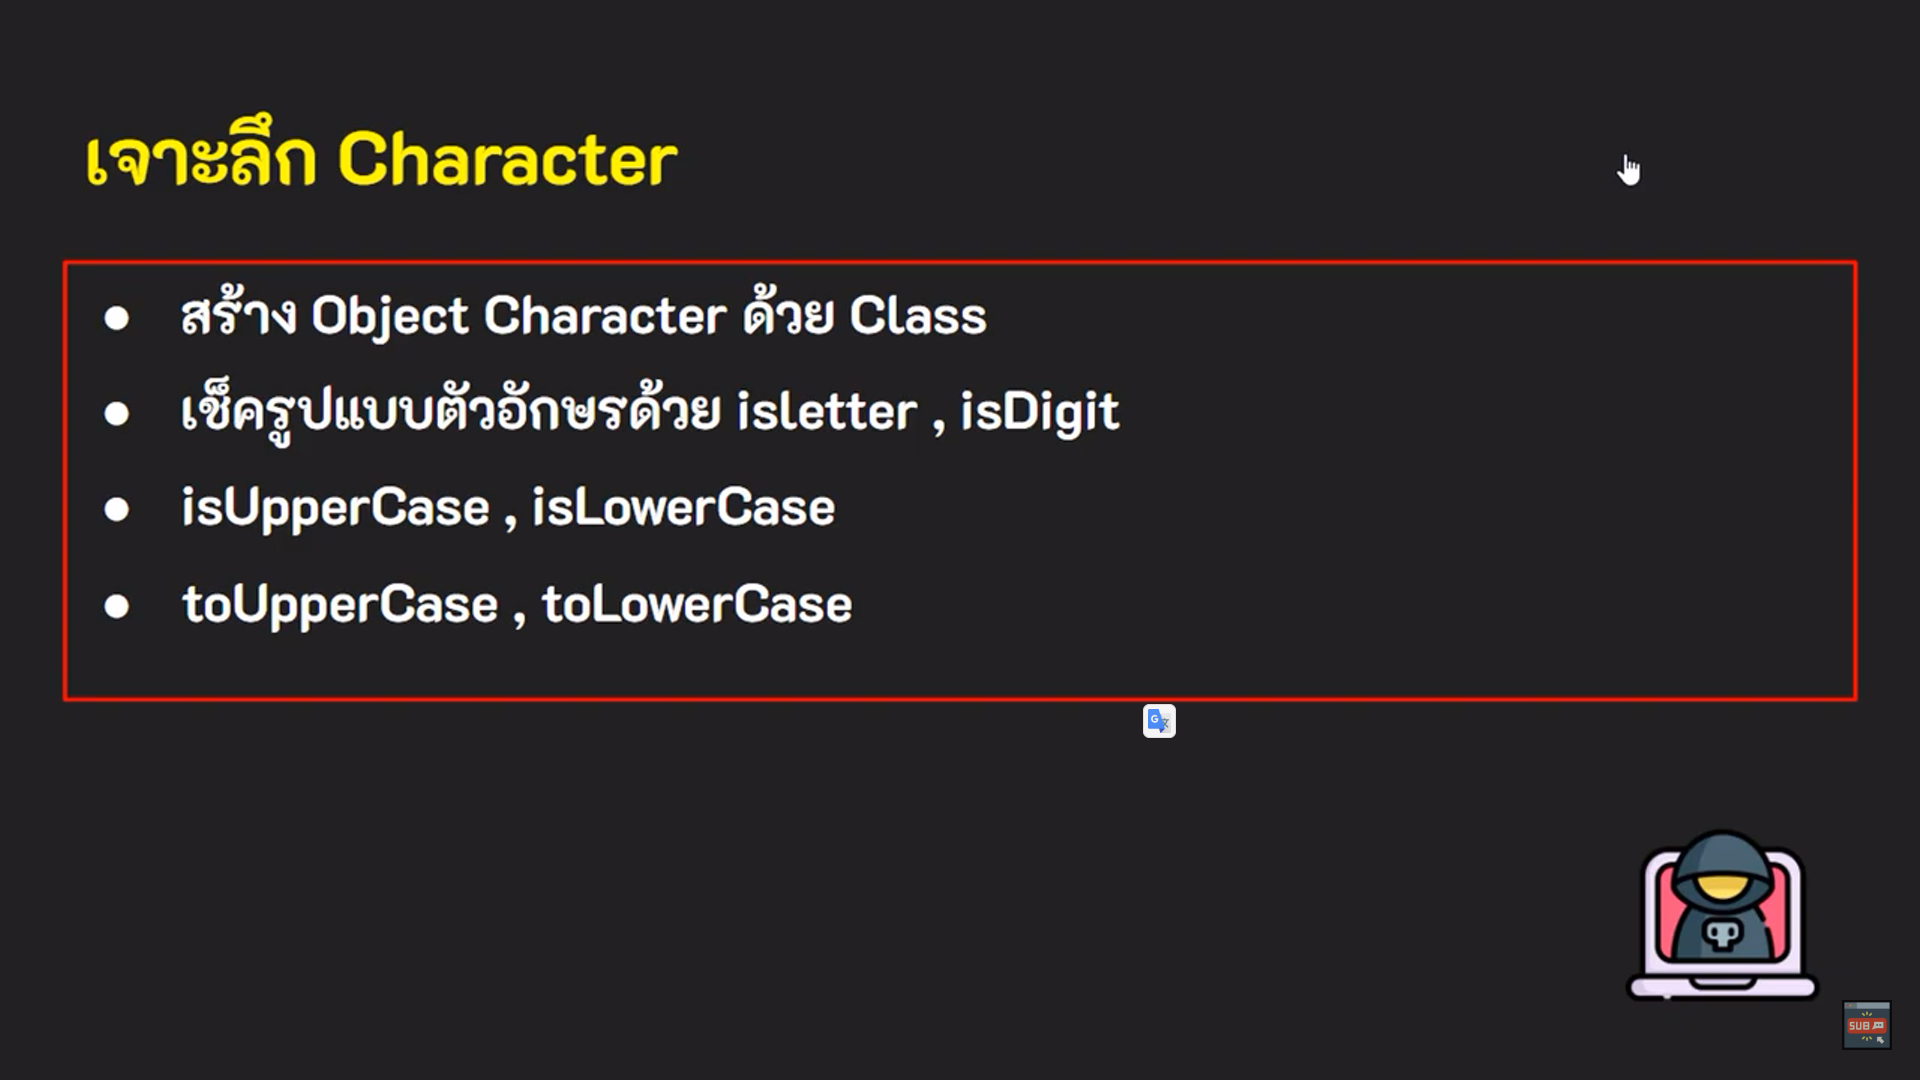 เจาะลึก Character
● สร้าง Object Character ด้วย Class
● เช็ครูปแบบตัวอักษรด้วย isletter , isDigit
● isUpperCase , isLowerCase
● toUpperCase , toLowerCase
G 文
SUB